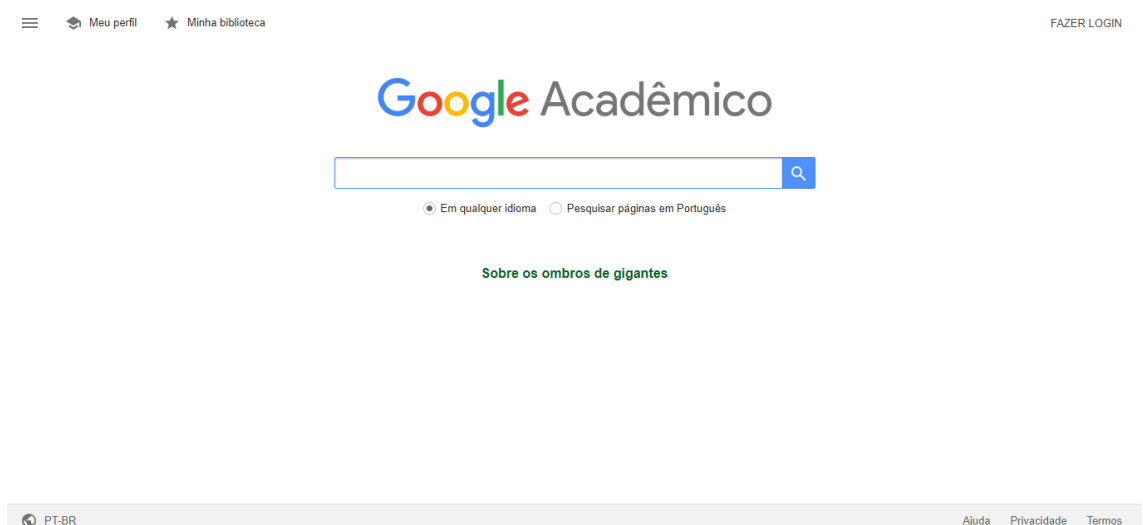 Meu perfil Minha biblioteca FAZER LOGIN
Google Acadêmico
Em qualquer idioma Pesquisar páginas em Português
Sobre os ombros de gigantes
PT-BR Ajuda Privacidade Termos